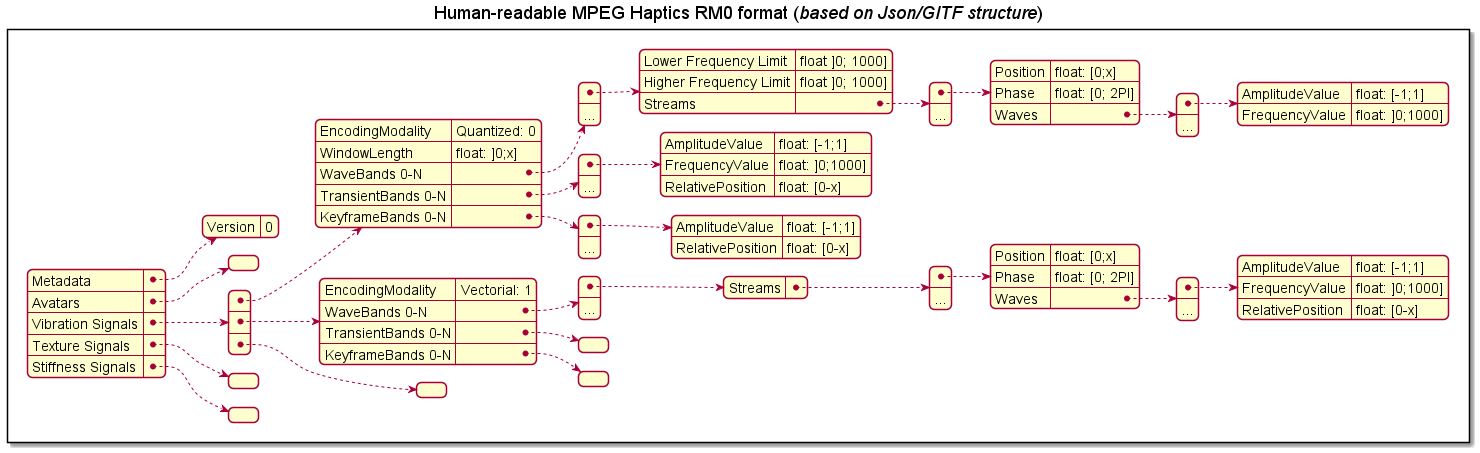 Human-readable MPEG Haptics RM0 format (based on Json/GITF structure)
Lower Frequency Limit float ]0; 1000]
Higher Frequency Limit float ]0; 1000]
Streams
...
Position float: [0;x]
Phase float: [0; 2PI]
Waves
...
AmplitudeValue float: [-1;1]
FrequencyValue float: ]0;1000]
...
EncodingModality Quantized: 0
WindowLength float: ]0;x]
WaveBands 0-N
TransientBands 0-N
KeyframeBands 0-N
AmplitudeValue float: [-1;1]
FrequencyValue float: ]0;1000]
RelativePosition float: [0-x]
...
AmplitudeValue float: [-1;1]
RelativePosition float: [0-x]
...
Version 0
Metadata
Avatars
Vibration Signals
Texture Signals
Stiffness Signals
EncodingModality Vectorial: 1
WaveBands 0-N
TransientBands 0-N
KeyframeBands 0-N
...
Streams
...
Position float: [0;x]
Phase float: [0; 2PI]
Waves
...
AmplitudeValue float: [-1;1]
FrequencyValue float: ]0;1000]
RelativePosition float: [0-x]